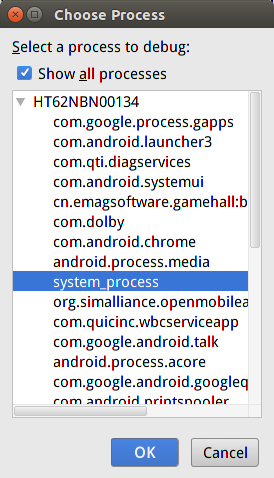 Choose Process
Select a process to debug:
Show all processes
HT62NBN00134
com.google.process.gapps
com.android.launcher3
com.qti.diagservices
com.android.systemui
cn.emagsoftware.gamehall:b
com.dolby
com.android.chrome
android.process.media
system_process
org.simalliance.openmobilea
com.quicinc.wbcserviceapp
com.google.android.talk
android.process.acore
com.google.android.googleq
com.android.printspooler
OK
Cancel